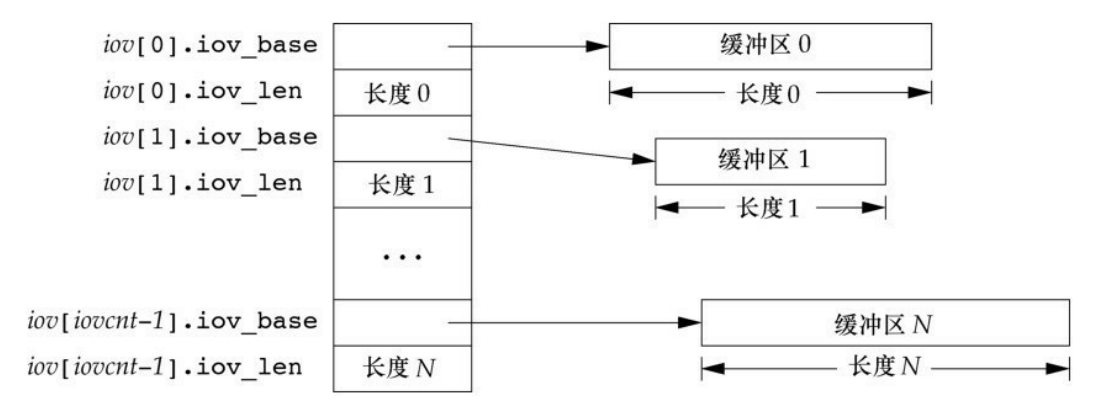 iov[0].iov_base
缓冲区 0
iov[0].iov_len
长度 0
长度0
iov[1].iov_base
缓冲区 1
iov[1].iov_len
长度 1
长度1
...
iov[iovcnt-1].iov_base
缓冲区 N
iov[iovcnt-1].iov_len
长度 N
长度N